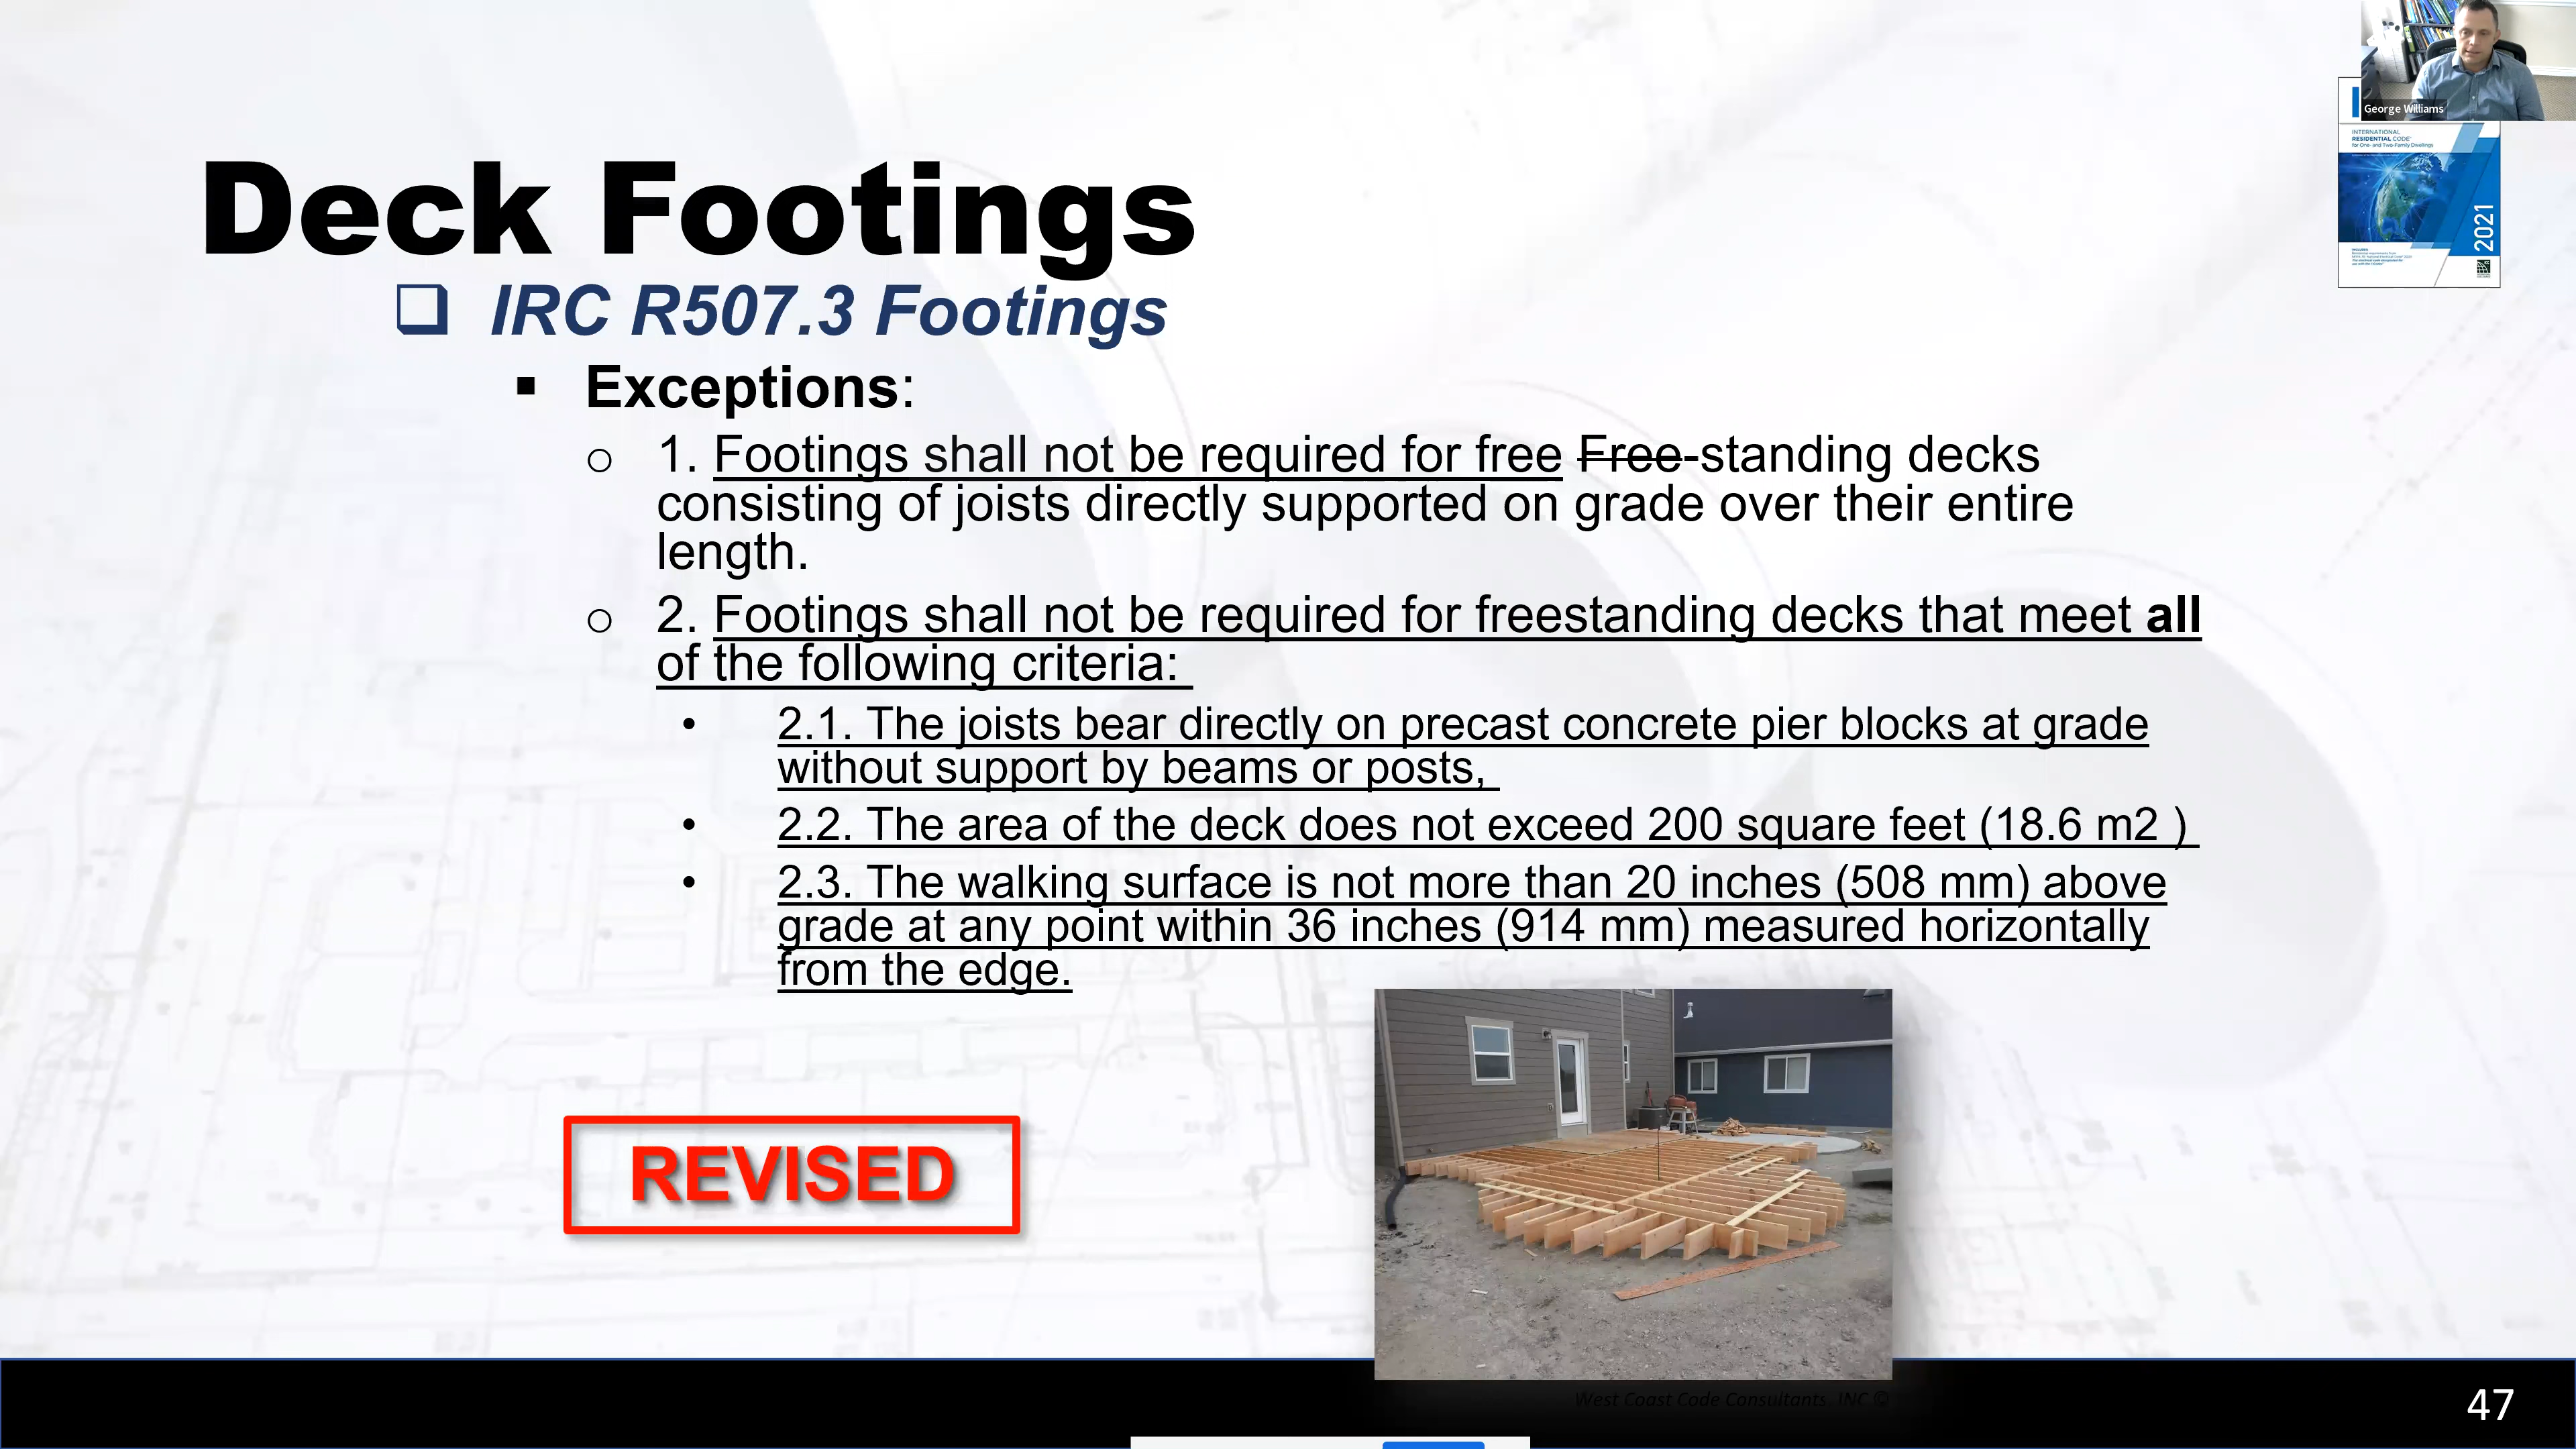 George Williams
INTERNATIONAL
RESIDENTIAL CODE
for One- and Two-Family Dwellings
2021
Deck Footings
IRC R507.3 Footings
Exceptions:
1. Footings shall not be required for free Free-standing decks
consisting of joists directly supported on grade over their entire
length.
2. Footings shall not be required for freestanding decks that meet all
of the following criteria:
2.1. The joists bear directly on precast concrete pier blocks at grade
without support by beams or posts,
2.2. The area of the deck does not exceed 200 square feet (18.6 m2 )
2.3. The walking surface is not more than 20 inches (508 mm) above
grade at any point within 36 inches (914 mm) measured horizontally
from the edge.
REVISED
West Coast Code Consultants, INC ©
47